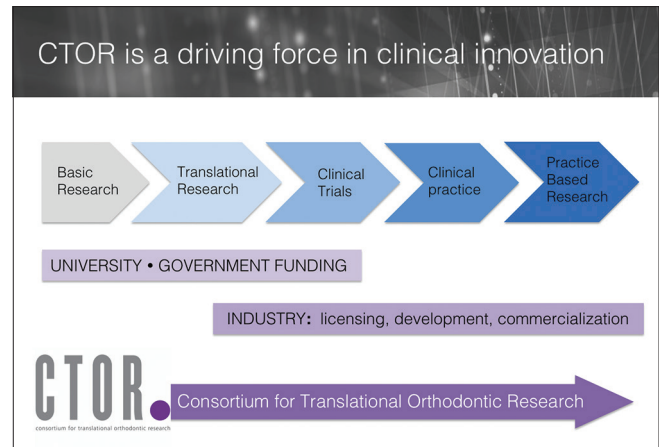 CTOR is a driving force in clinical innovation
Basic
Research
Translational
Research
Clinical
Trials
Clinical
practice
Practice
Based
Research
UNIVERSITY • GOVERNMENT FUNDING
INDUSTRY: licensing, development, commercialization
CTOR.
consortium for translational orthodontic research
Consortium for Translational Orthodontic Research